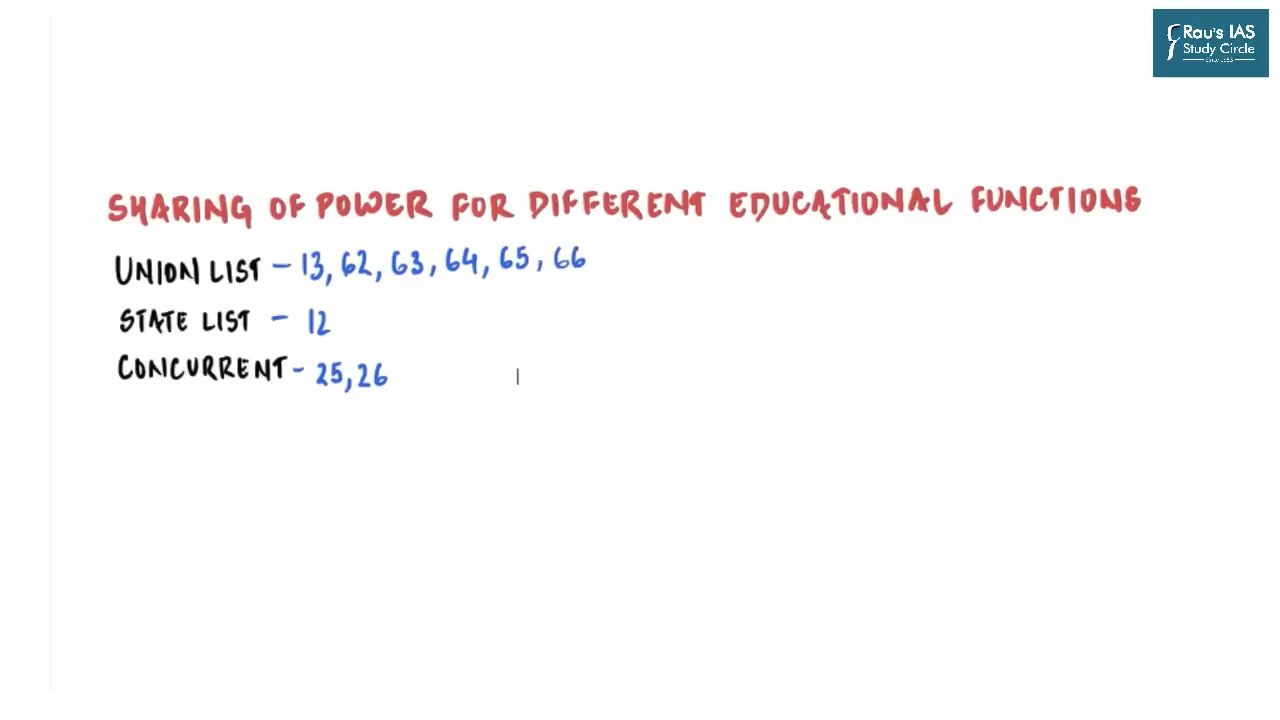 Rau's IAS
Study Circle
SHARING OF POWER FOR DIFFERENT EDUCATIONAL FUNCTIONS
UNION LIST - 13, 62, 63, 64, 65, 66
STATE LIST - 12
CONCURRENT - 25, 26